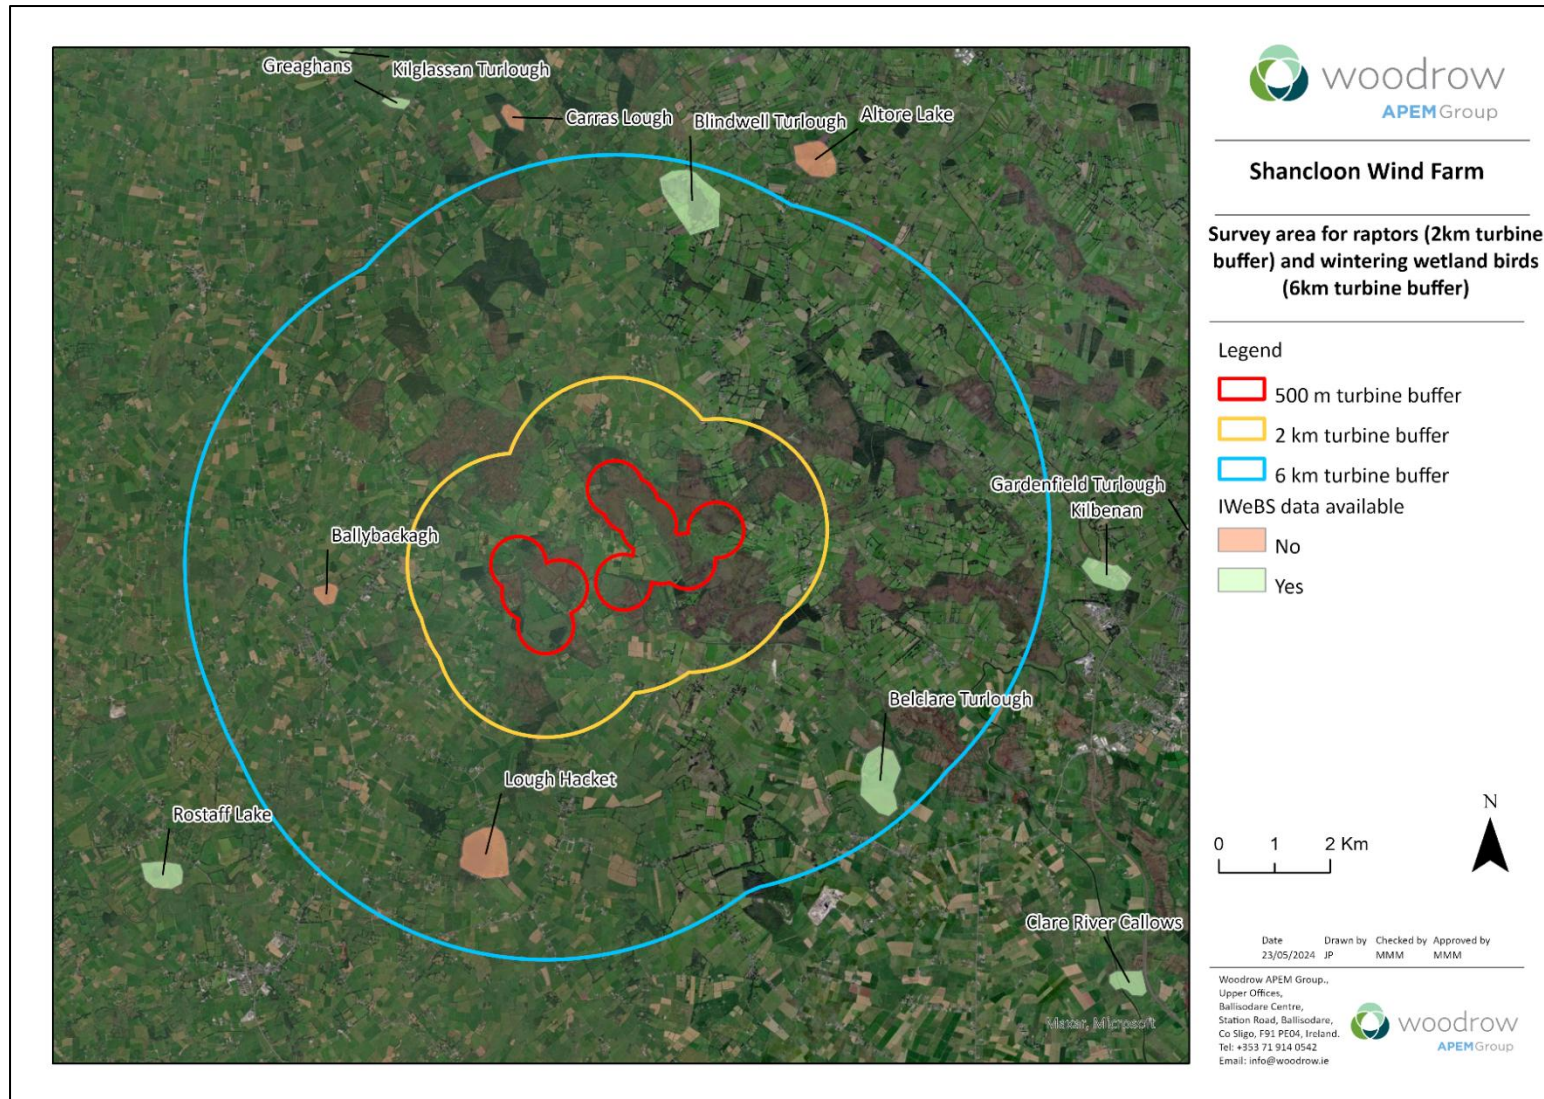 Greaghans
Kilglassan Turlough
Carras Lough
Blindwell Turlough
Altore Lake
Gardenfield Turlough
Kilbenan
Ballybackagh
Belclare Turlough
Lough Hacket
Rostaff Lake
Clare River Callows
Maxar, Microsoft
woodrow
APEMGroup
Shancloon Wind Farm
Survey area for raptors (2km turbine
buffer) and wintering wetland birds
(6km turbine buffer)
Legend
500 m turbine buffer
2 km turbine buffer
6 km turbine buffer
IWeBS data available
No
Yes
N
0 1 2 Km
Date Drawn by Checked by Approved by
23/05/2024 JP MMM MMM
Woodrow APEM Group.,
Upper Offices,
Ballisodare Centre,
Station Road, Ballisodare,
Co Sligo, F91 PE04, Ireland.
Tel: +353 71 914 0542
Email: info@woodrow.ie
woodrow
APEMGroup